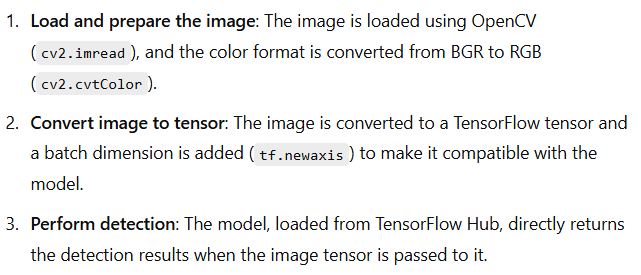 1. Load and prepare the image: The image is loaded using OpenCV
( cv2.imread ), and the color format is converted from BGR to RGB
( cv2.cvtColor ).
2. Convert image to tensor: The image is converted to a TensorFlow tensor and
a batch dimension is added ( tf.newaxis ) to make it compatible with the
model.
3. Perform detection: The model, loaded from TensorFlow Hub, directly returns
the detection results when the image tensor is passed to it.